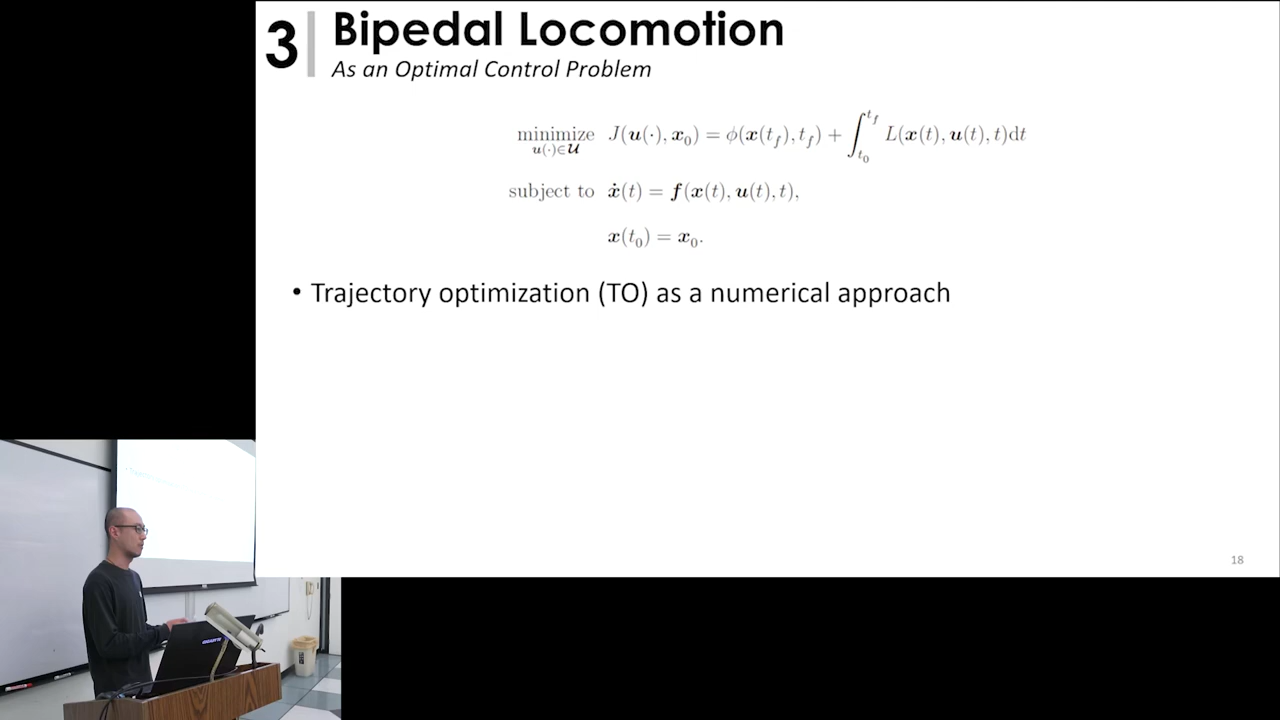 3 Bipedal Locomotion
As an Optimal Control Problem
minimize J(u(·), x₀) = ϕ(x(t_f), t_f) + ∫_{t₀}^{t_f} L(x(t), u(t), t)dt
u(·)∈𝓤
subject to ẋ(t) = f(x(t), u(t), t),
x(t₀) = x₀.
• Trajectory optimization (TO) as a numerical approach
18